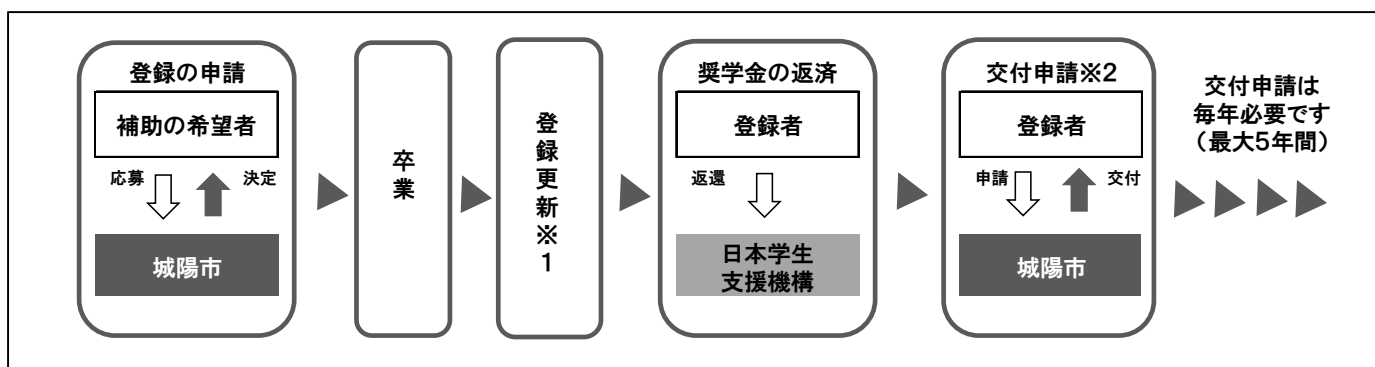 登録の申請
補助の希望者
応募
決定
城陽市
卒業
登録更新※1
奨学金の返済
登録者
返還
日本学生
支援機構
交付申請※2
登録者
申請
交付
城陽市
交付申請は
毎年必要です
（最大5年間）